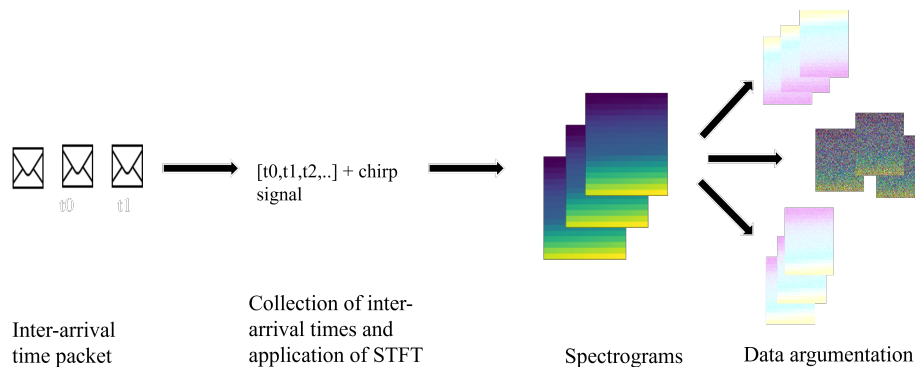 [t0,t1,t2,..] + chirp
signal
t0
t1
Inter-arrival
time packet
Collection of inter-
arrival times and
application of STFT
Spectrograms
Data argumentation